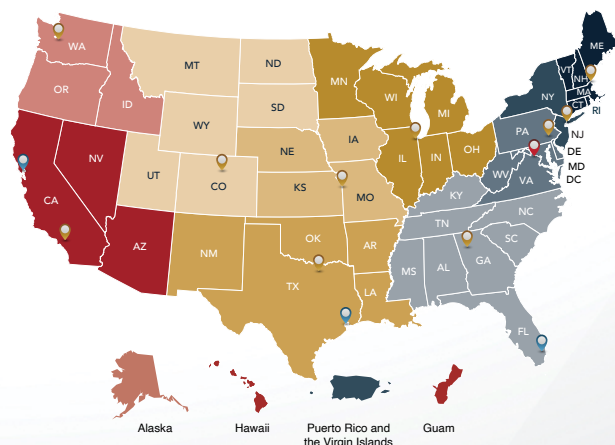 WA
OR
ID
MT
ND
SD
WY
NE
UT
CO
KS
CA
NV
AZ
NM
TX
OK
AR
LA
MN
IA
MO
WI
MI
IL
IN
OH
KY
TN
MS
AL
GA
FL
SC
NC
VA
WV
PA
NY
VT
NH
ME
MA
CT
RI
NJ
DE
MD
DC
Alaska
Hawaii
Puerto Rico and
the Virgin Islands
Guam